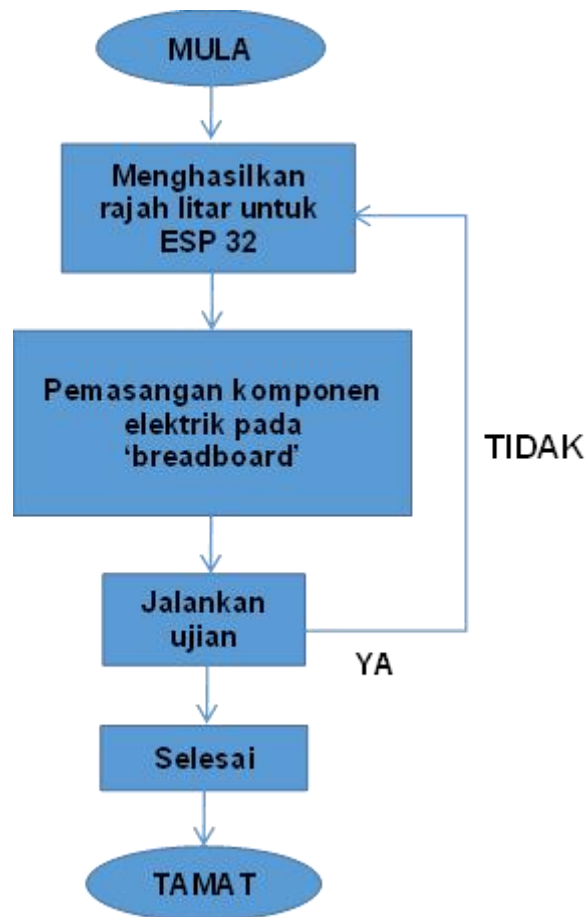 MULA
Menghasilkan
rajah litar untuk
ESP 32
Pemasangan komponen
elektrik pada
‘breadboard’
TIDAK
Jalankan
ujian
YA
Selesai
TAMAT